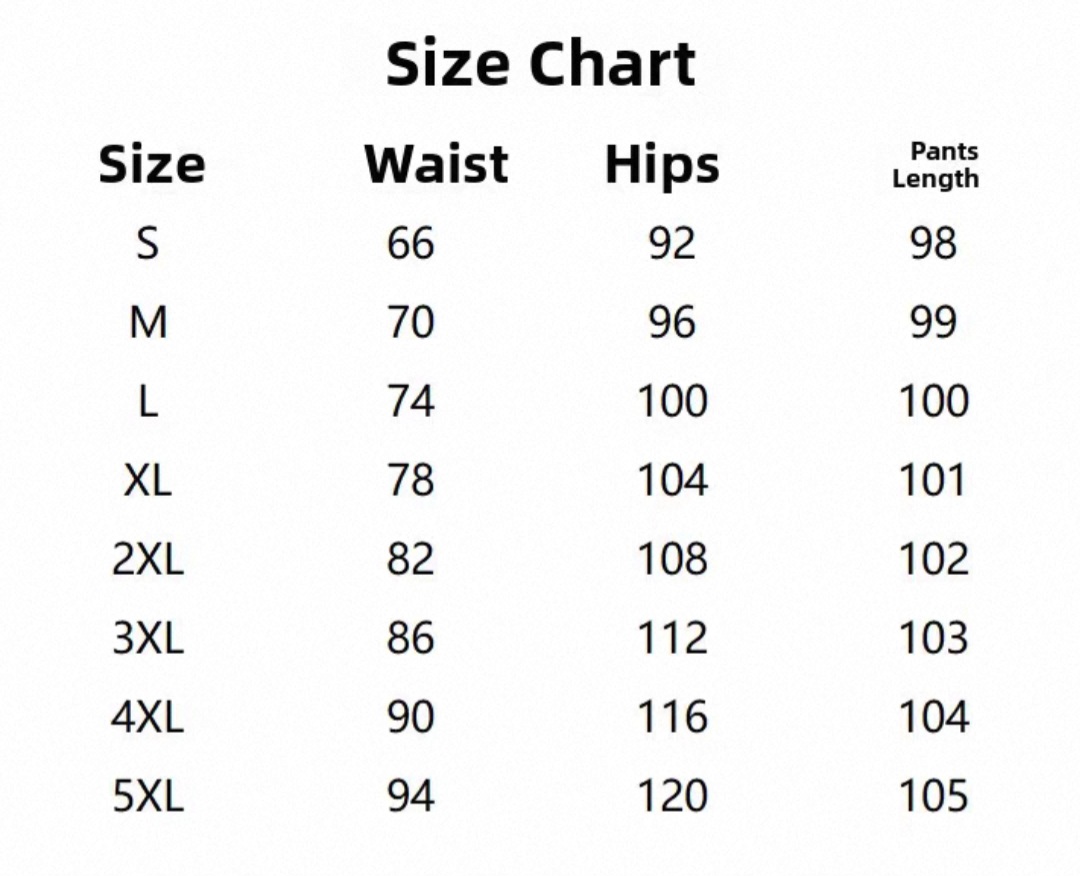 Size Chart
Size Waist Hips Pants Length
S 66 92 98
M 70 96 99
L 74 100 100
XL 78 104 101
2XL 82 108 102
3XL 86 112 103
4XL 90 116 104
5XL 94 120 105